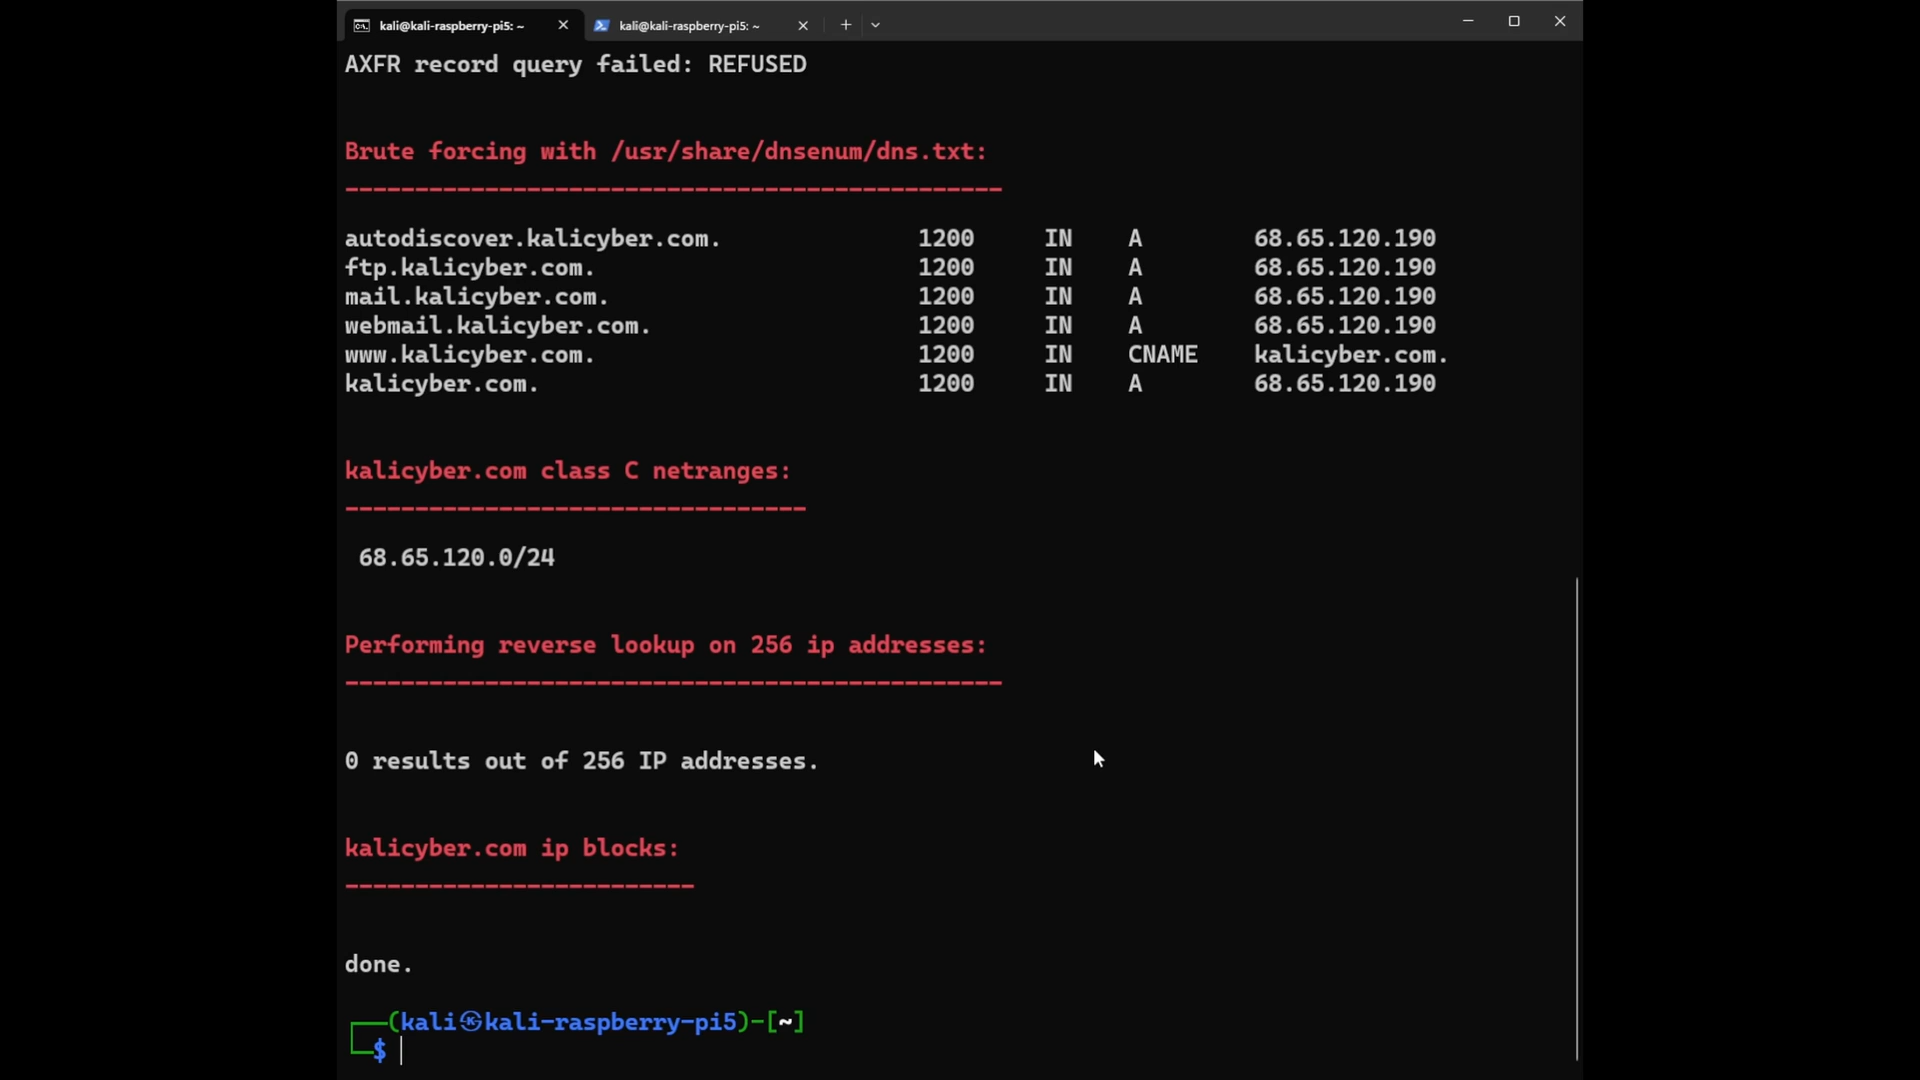 kali@kali-raspberry-pi5: ~ kali@kali-raspberry-pi5: ~
AXFR record query failed: REFUSED
Brute forcing with /usr/share/dnsenum/dns.txt:
_______________________________________________
autodiscover.kalicyber.com. 1200 IN A 68.65.120.190
ftp.kalicyber.com. 1200 IN A 68.65.120.190
mail.kalicyber.com. 1200 IN A 68.65.120.190
webmail.kalicyber.com. 1200 IN A 68.65.120.190
www.kalicyber.com. 1200 IN CNAME kalicyber.com.
kalicyber.com. 1200 IN A 68.65.120.190
kalicyber.com class C netranges:
_________________________________
68.65.120.0/24
Performing reverse lookup on 256 ip addresses:
_______________________________________________
0 results out of 256 IP addresses.
kalicyber.com ip blocks:
_________________________
done.
┌──(kali㉿kali-raspberry-pi5)-[~]
└─$